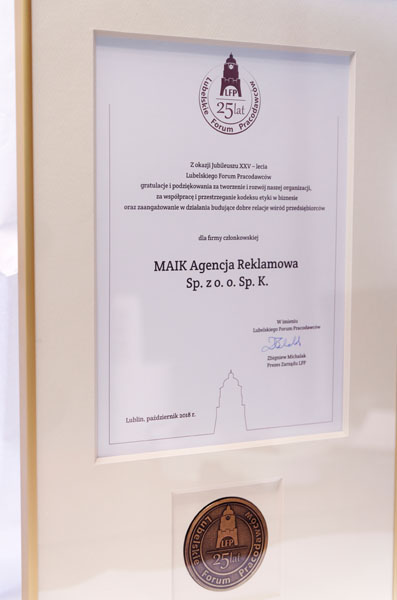 Lubelskie Forum Pracodawców
LFP
25 lat
Z okazji Jubileuszu XXV – lecia
Lubelskiego Forum Pracodawców
gratulacje i podziękowania za tworzenie i rozwój naszej organizacji,
za współpracę i przestrzeganie kodeksu etyki w biznesie
oraz zaangażowanie w działania budujące dobre relacje wśród przedsiębiorców
dla firmy członkowskiej
MAIK Agencja Reklamowa
Sp. z o. o. Sp. K.
W imieniu
Lubelskiego Forum Pracodawców
Zbigniew Michalak
Prezes Zarządu LFP
Lublin, październik 2018 r.
Lubelskie Forum Pracodawców
LFP
25 lat